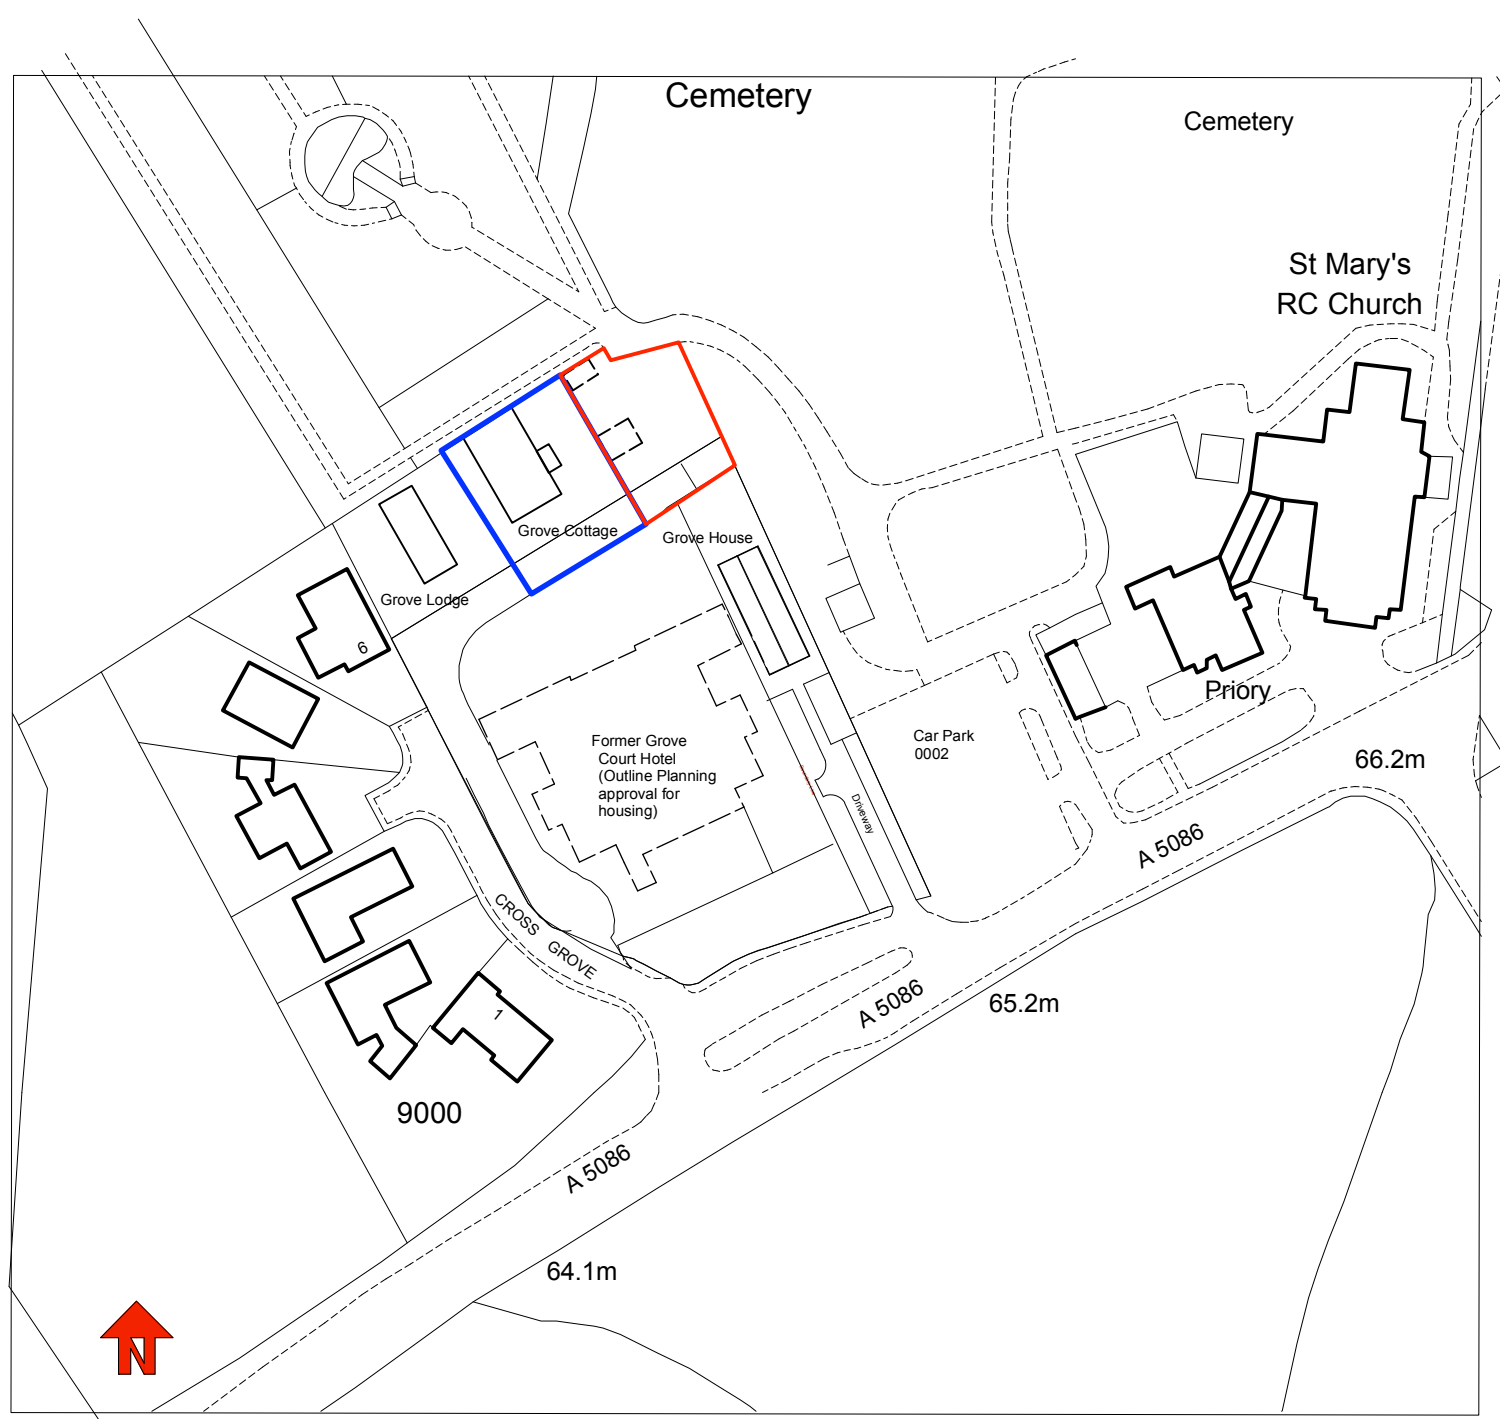 Cemetery
Cemetery
St Mary's
RC Church
Grove Cottage
Grove House
Grove Lodge
6
Priory
Former Grove
Court Hotel
(Outline Planning
approval for
housing)
Car Park
0002
66.2m
Driveway
A 5086
CROSS GROVE
A 5086
65.2m
1
9000
A 5086
64.1m
N